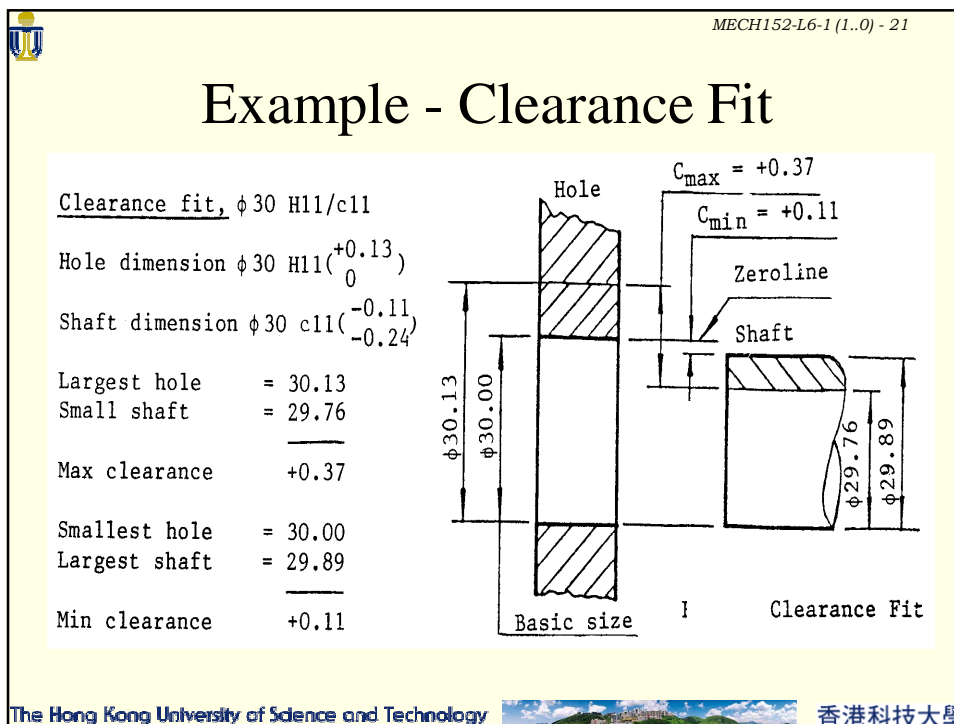 MECH152-L6-1 (1..0) - 21
Example - Clearance Fit
Clearance fit, ϕ30 H11/c11
Hole dimension ϕ30 H11(+0.13 0)
Shaft dimension ϕ30 c11(-0.11 -0.24)
Largest hole = 30.13
Small shaft = 29.76
Max clearance +0.37
Smallest hole = 30.00
Largest shaft = 29.89
Min clearance +0.11
Hole
Cmax = +0.37
Cmin = +0.11
Zeroline
Shaft
ϕ30.13
ϕ30.00
ϕ29.76
ϕ29.89
Basic size
Clearance Fit
The Hong Kong University of Science and Technology
香港科技大學